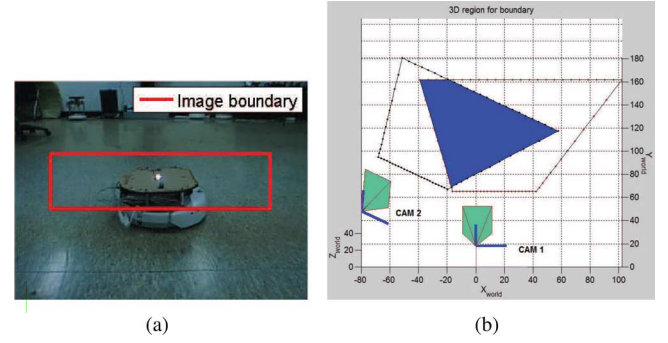 Image boundary
3D region for boundary
180
160
140
120
100
80
60
40
20
0
Y world
40
20
0
Z world
CAM 2
CAM 1
-80 -60 -40 -20 0 20 40 60 80 100
X world
(a) (b)